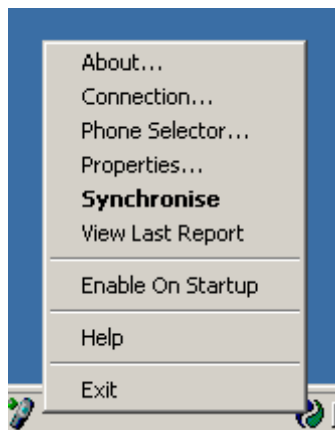 About...
Connection...
Phone Selector...
Properties...
Synchronise
View Last Report
Enable On Startup
Help
Exit